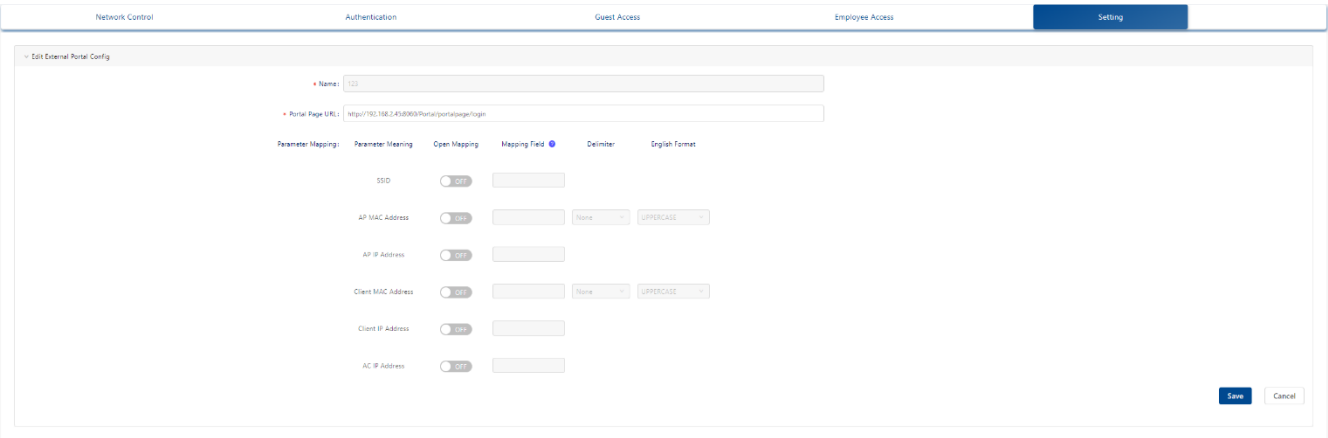 Network Control Authentication Guest Access Employee Access Setting
Edit External Portal Config
* Name: 123
* Portal Page URL: http://192.168.2.45:8060/Portal/portalpage/login
Parameter Mapping: Parameter Meaning Open Mapping Mapping Field ? Delimiter English Format
SSID OFF
AP MAC Address OFF None UPPERCASE
AP IP Address OFF
Client MAC Address OFF None UPPERCASE
Client IP Address OFF
AC IP Address OFF
Save Cancel